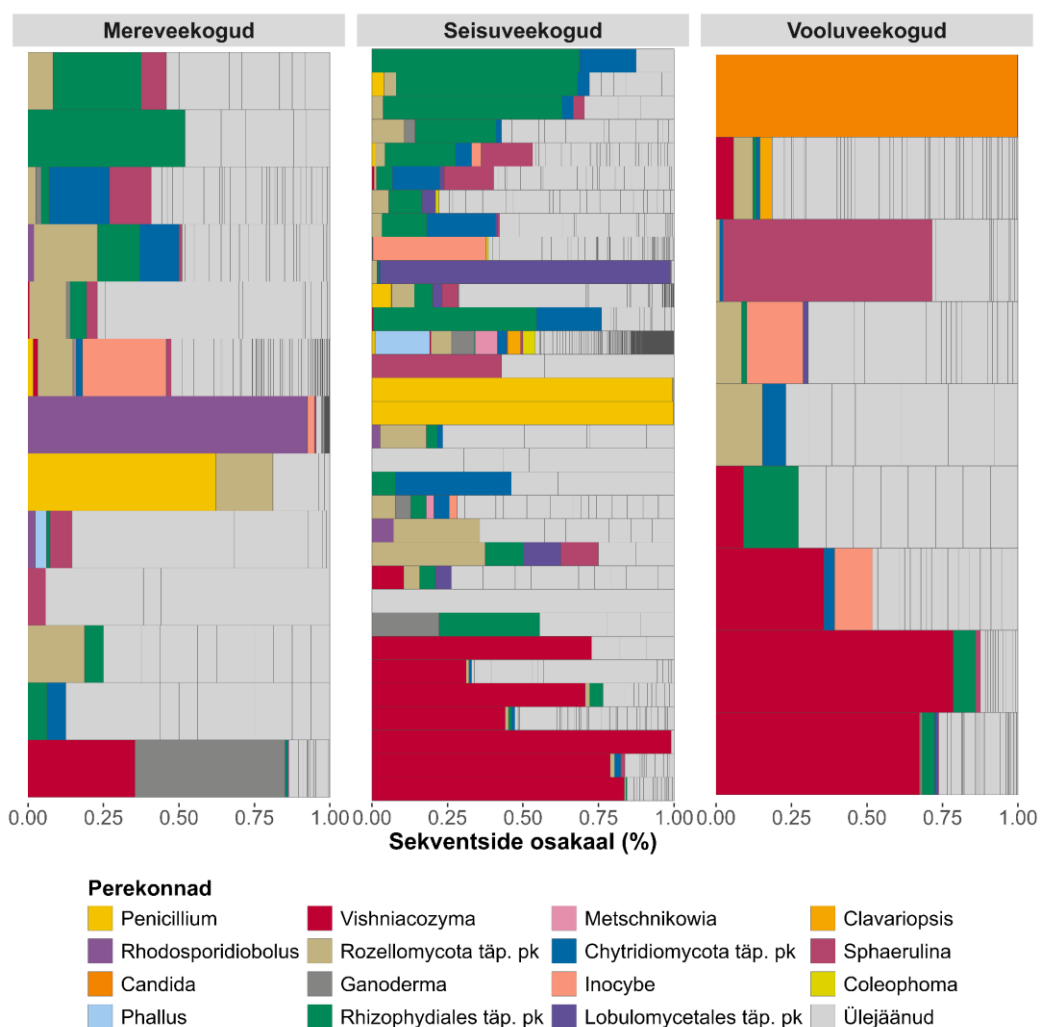 Mereveekogud Seisuveekogud Vooluveekogud
0.00 0.25 0.50 0.75 1.00 0.00 0.25 0.50 0.75 1.00 0.00 0.25 0.50 0.75 1.00
Sekventside osakaal (%)
Perekonnad
Penicillium Vishniacozyma Metschnikowia Clavariopsis
Rhodosporidiobolus Rozellomycota täp. pk Chytridiomycota täp. pk Sphaerulina
Candida Ganoderma Inocybe Coleophoma
Phallus Rhizophydiales täp. pk Lobulomycetales täp. pk Ülejäänud